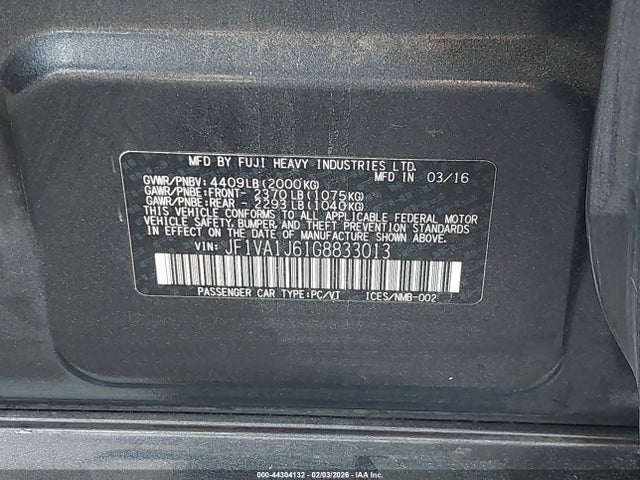 MFD BY FUJI HEAVY INDUSTRIES LTD.
MFD IN 03/16
GVWR/PNBV: 4409LB(2000KG)
GAWR/PNBE:FRONT- 2370LB(1075KG)
GAWR/PNBE:REAR - 2293LB(1040KG)
THIS VEHICLE CONFORMS TO ALL APPLICABLE FEDERAL MOTOR
VEHICLE SAFETY,BUMPER, AND THEFT PREVENTION STANDARDS
IN EFFECT ON THE DATE OF MANUFACTURE SHOWN ABOVE.
VIN: JF1VA1J61G8833013
PASSENGER CAR TYPE:PC/VT ICES/NMB-002
000-44304132 - 02/03/2026 - IAAI.COM